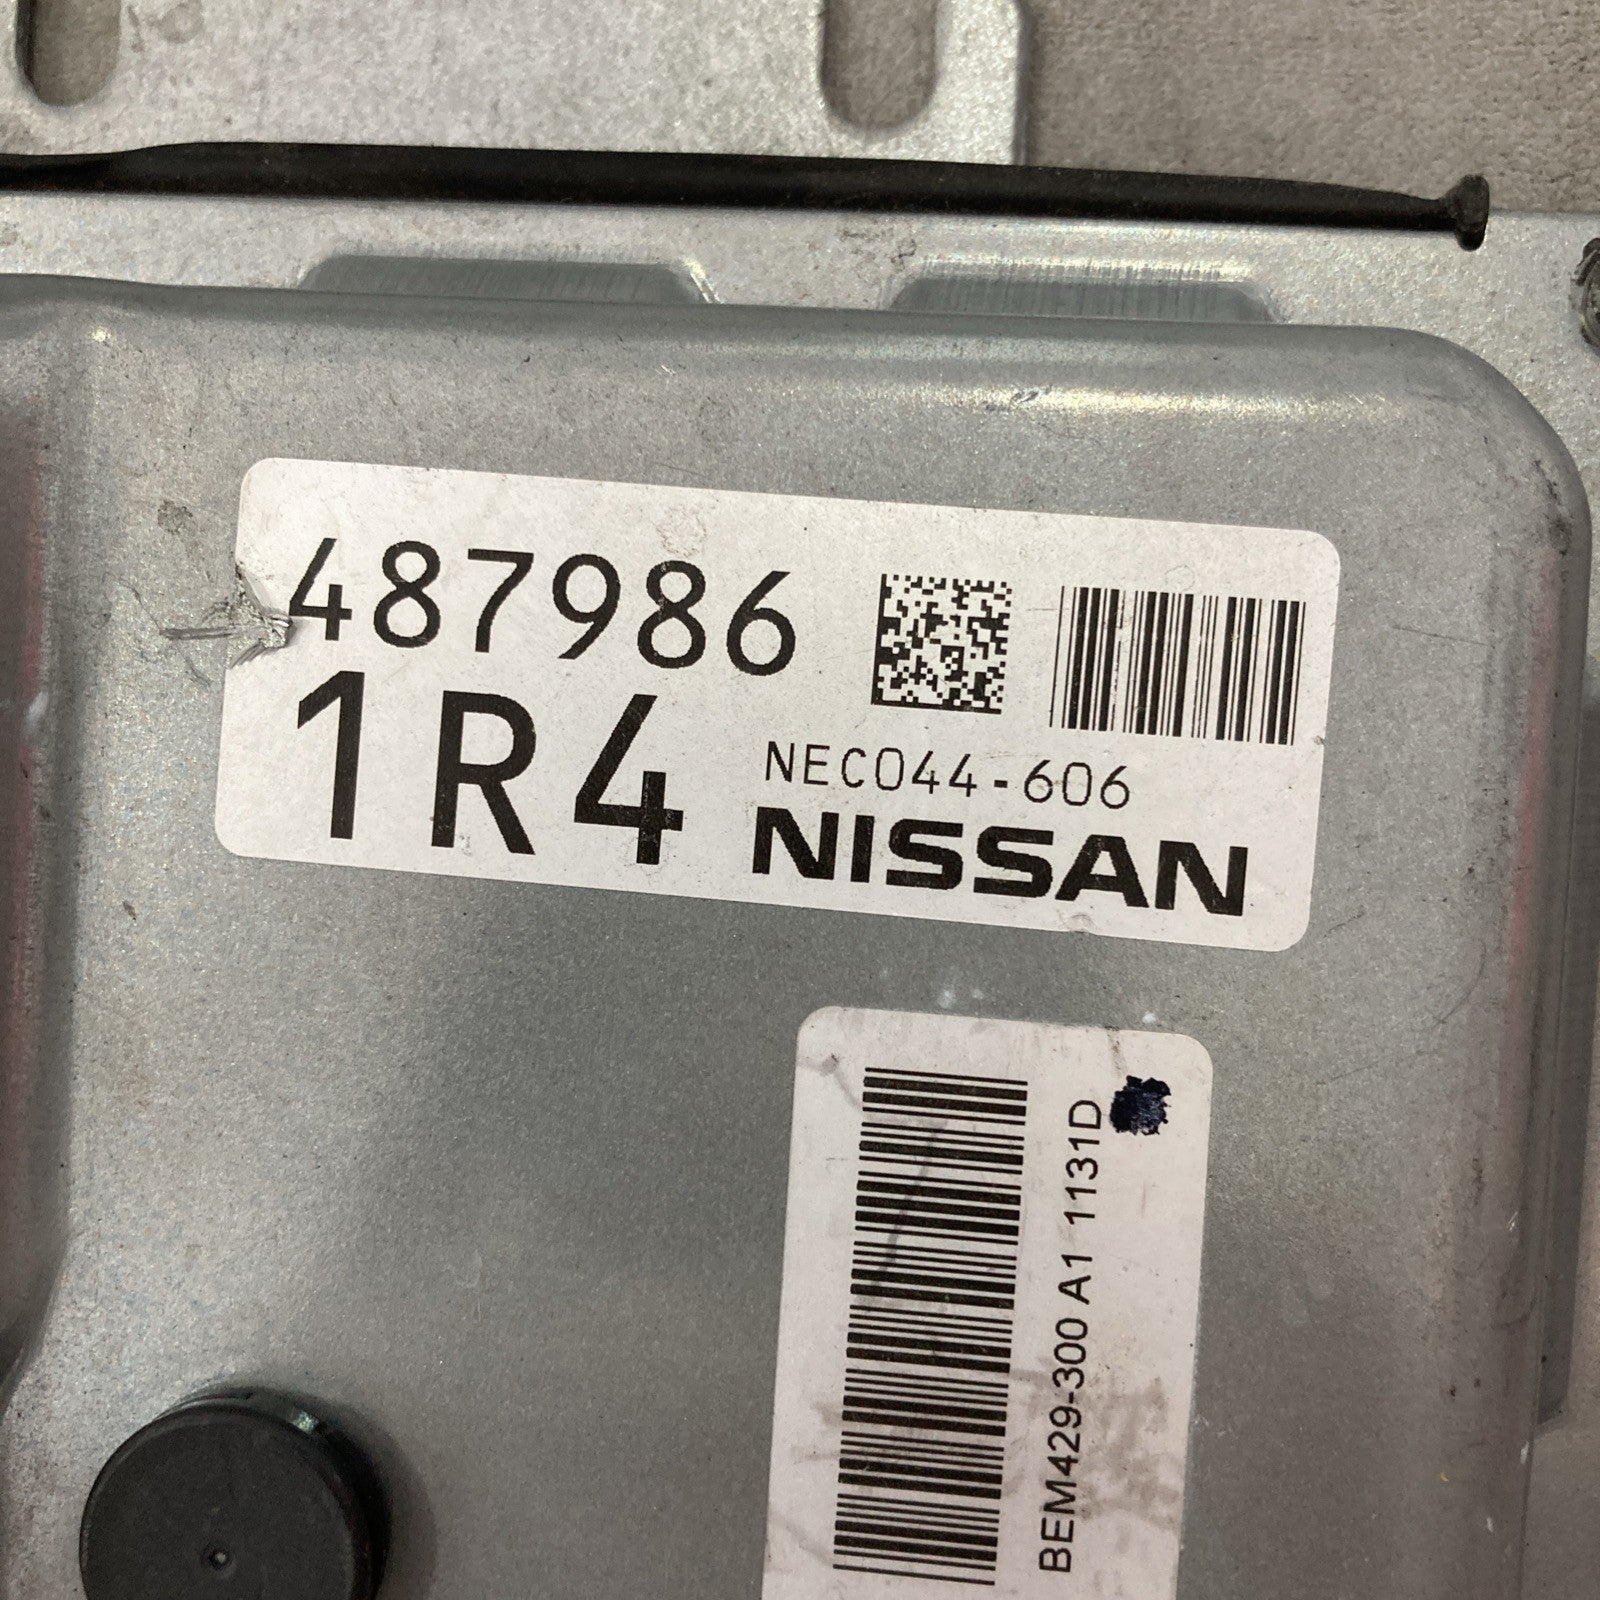 487986
1R4
NEC044-606
NISSAN
BEM429-300 A1 1131D